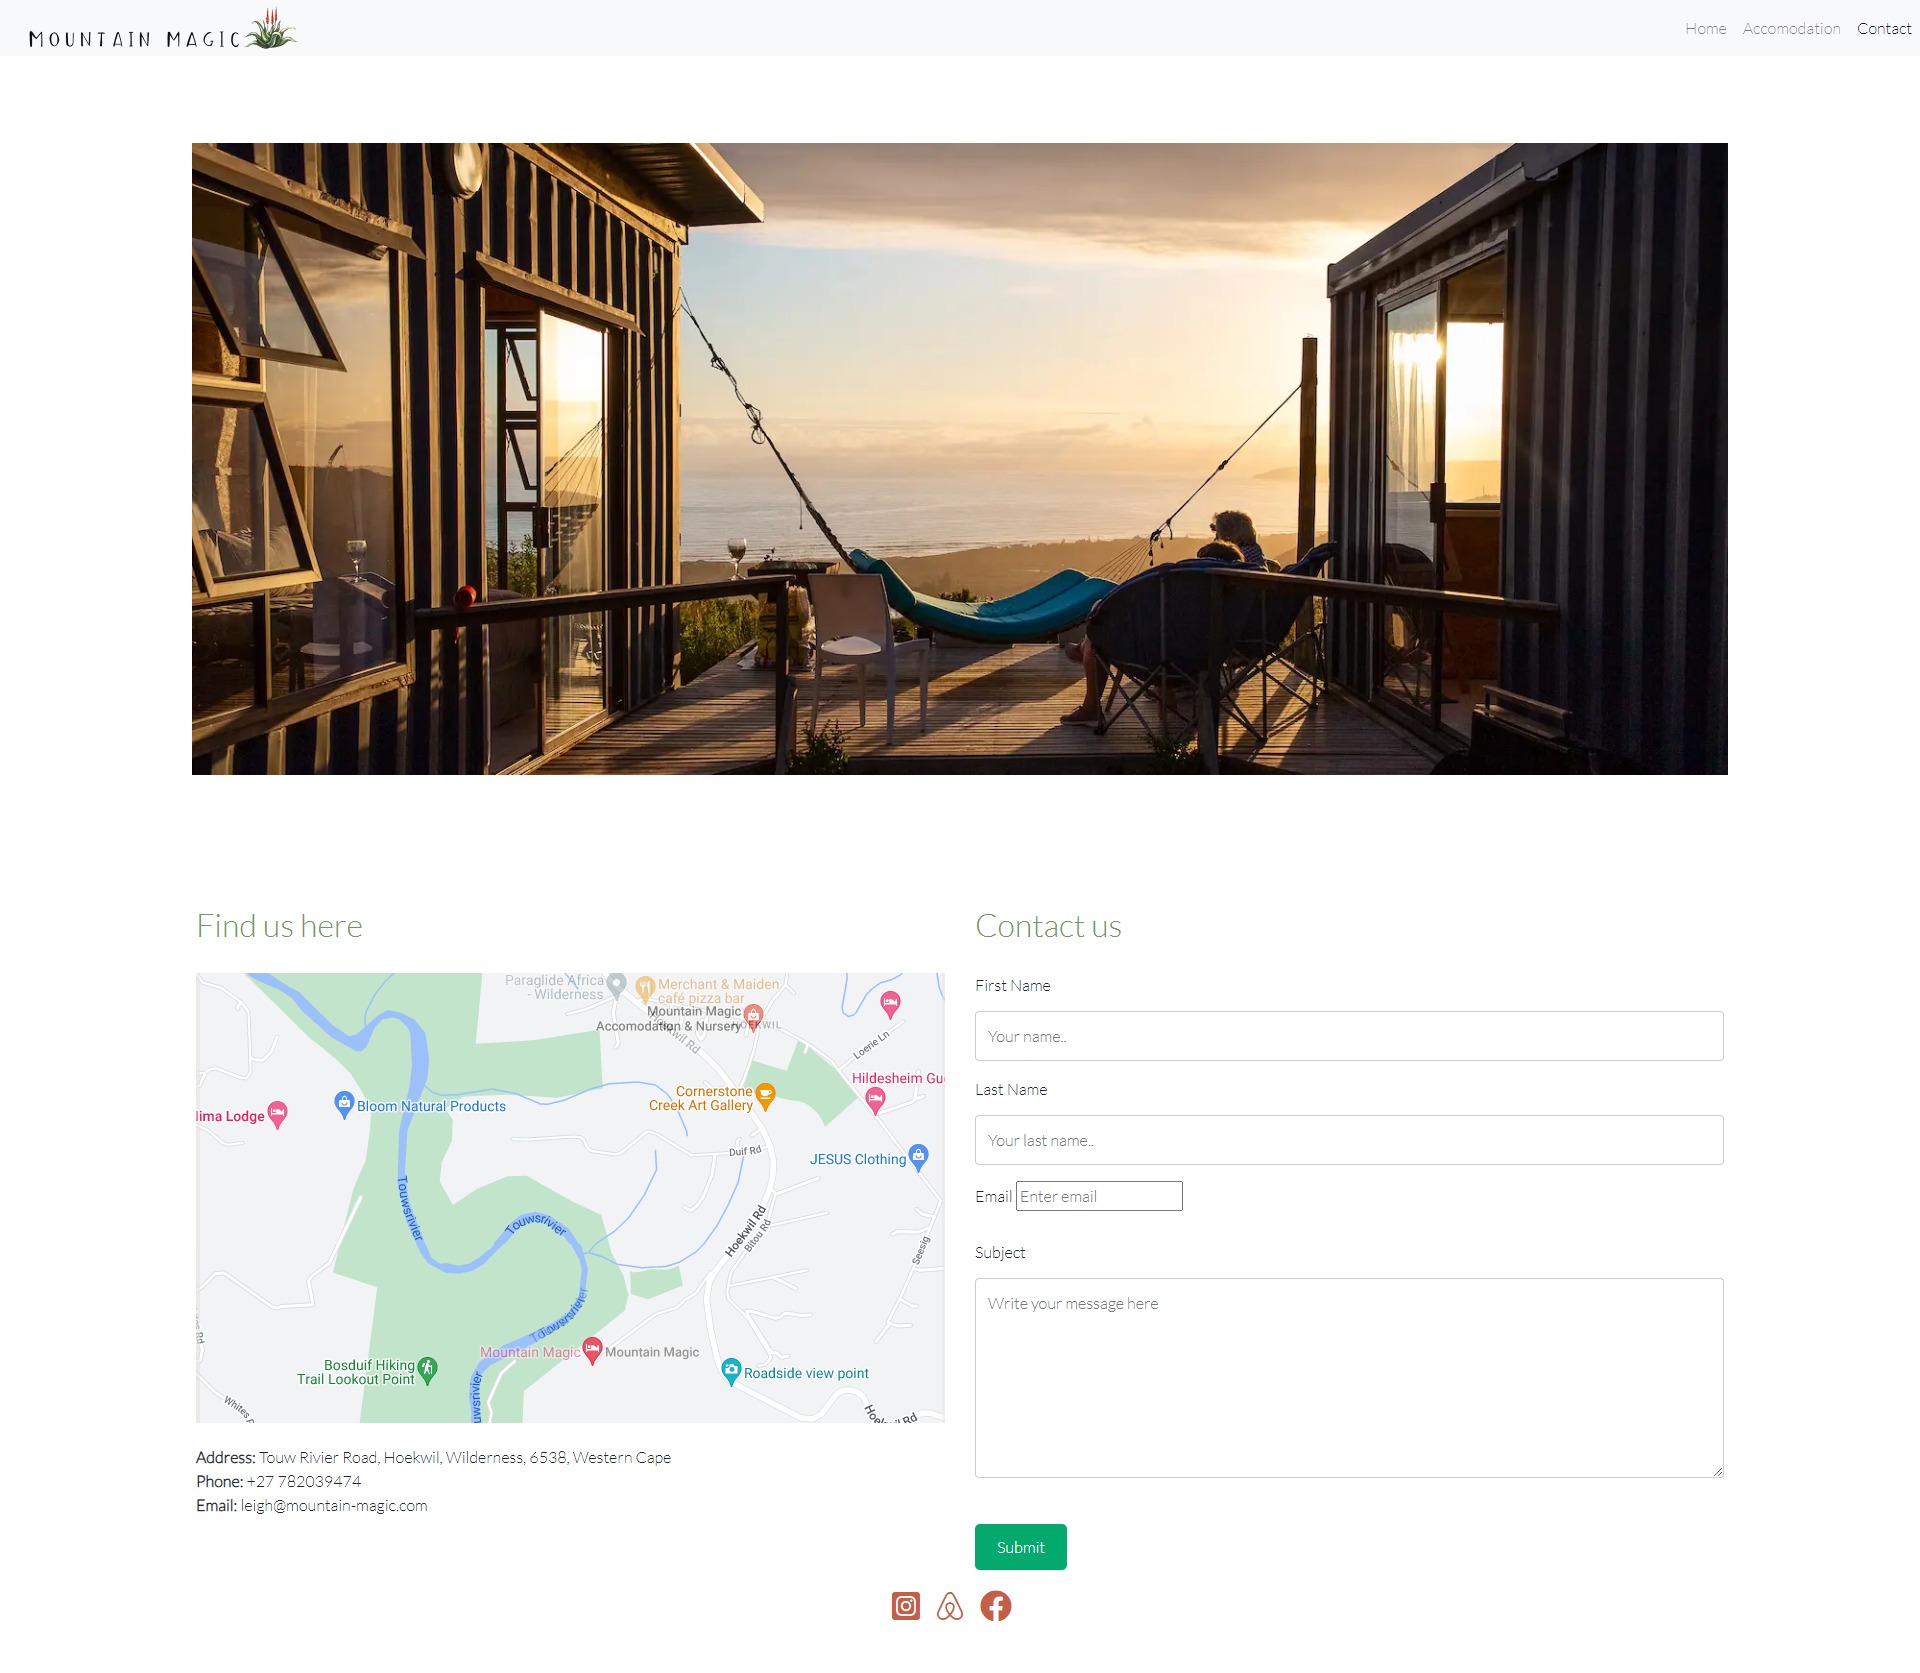 MOUNTAIN MAGIC
Home Accomodation Contact
Find us here
Paraglide Africa
- Wilderness
Merchant & Maiden
café pizza bar
Mountain Magic
Accomodation & Nursery
HOEKWIL
Hoekwil Rd
Loerie Ln
Hildesheim Gu
Cornerstone
Creek Art Gallery
lima Lodge
Bloom Natural Products
Duif Rd
JESUS Clothing
Touwsrivier
Touwsrivier
Hoekwil Rd
Bitou Rd
Seesig
Touwsrivier
Mountain Magic
Mountain Magic
Bosduif Hiking
Trail Lookout Point
Roadside view point
uwsrivier
Whites
Address: Touw Rivier Road, Hoekwil, Wilderness, 6538, Western Cape
Phone: +27 782039474
Email: leigh@mountain-magic.com
Contact us
First Name
Your name..
Last Name
Your last name..
Email Enter email
Subject
Write your message here
Submit